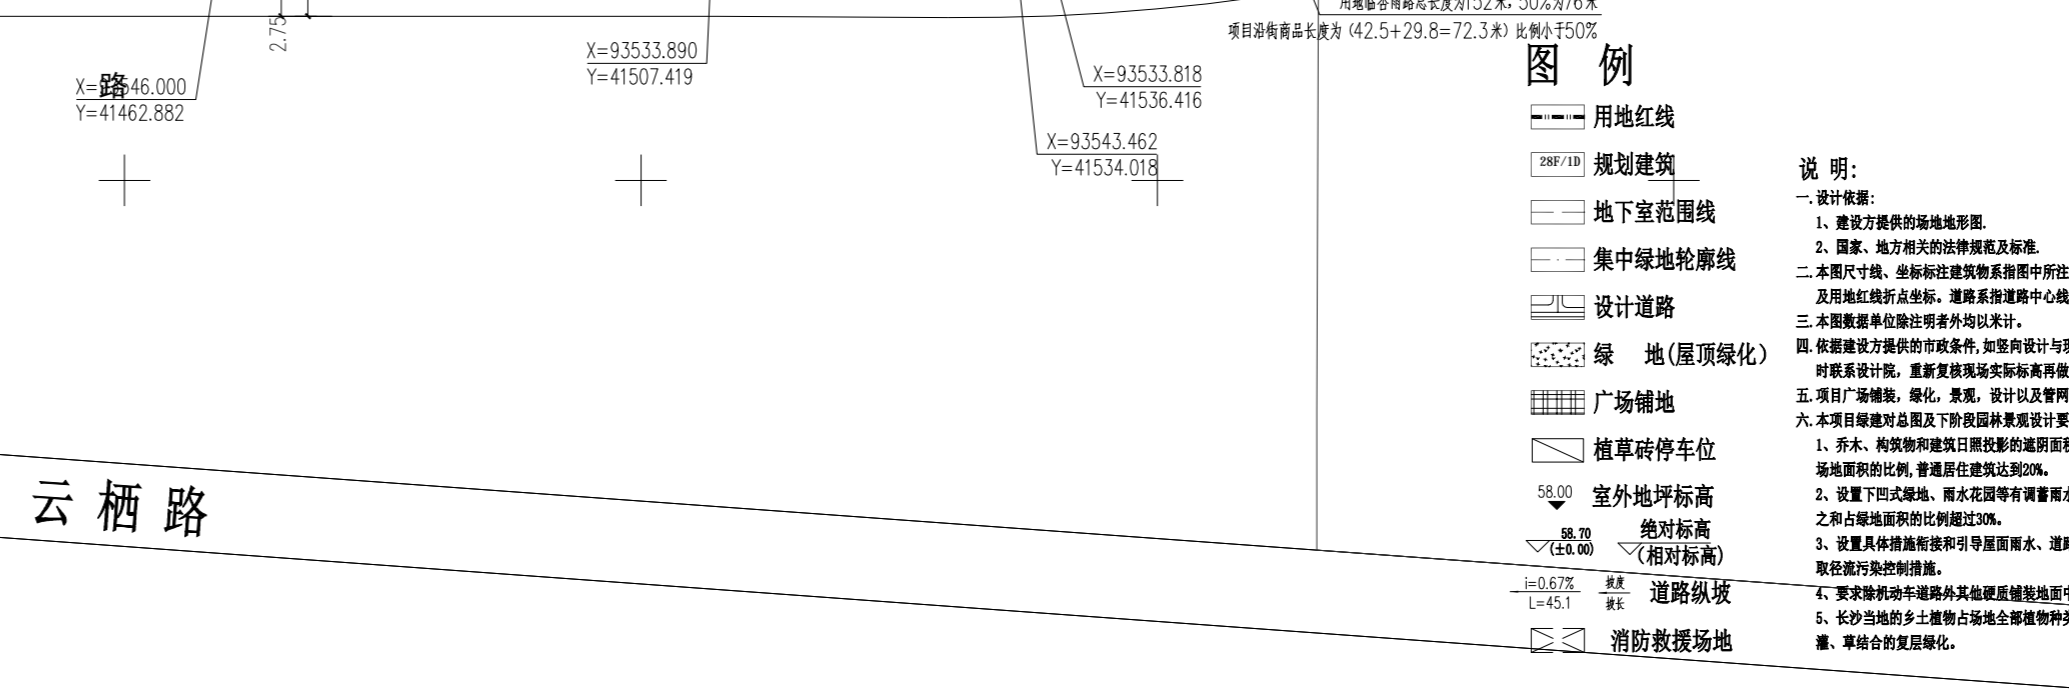 用地临谷雨路总长度为152米，50%为76米
项目沿街商品长度为（42.5+29.8=72.3米）比例小于50%
2.75
X=93546.000
Y=41462.882
路
X=93533.890
Y=41507.419
X=93533.818
Y=41536.416
X=93543.462
Y=41534.018
云栖路
图 例
用地红线
28F/1D 规划建筑
地下室范围线
集中绿地轮廓线
设计道路
绿 地(屋顶绿化）
广场铺地
植草砖停车位
58.00 室外地坪标高
58.70 绝对标高
(±0.00) (相对标高)
i=0.67% 坡度 道路纵坡
L=45.1 坡长
消防救援场地
说 明:
一.设计依据:
1、建设方提供的场地地形图.
2、国家、地方相关的法律规范及标准.
二.本图尺寸线、坐标标注建筑物系指图中所注
及用地红线折点坐标。道路系指道路中心线
三.本图数据单位除注明者外均以米计。
四.依据建设方提供的市政条件,如竖向设计与现
时联系设计院，重新复核现场实际标高再做
五.项目广场铺装，绿化，景观，设计以及管网
六.本项目绿建对总图及下阶段园林景观设计要
1、乔木、构筑物和建筑日照投影的遮阴面积
场地面积的比例,普通居住建筑达到20%。
2、设置下凹式绿地、雨水花园等有调蓄雨水
之和占绿地面积的比例超过30%。
3、设置具体措施衔接和引导屋面雨水、道路
取径流污染控制措施。
4、要求除机动车道路外其他硬质铺装地面中
5、长沙当地的乡土植物占场地全部植物种类
灌、草结合的复层绿化。